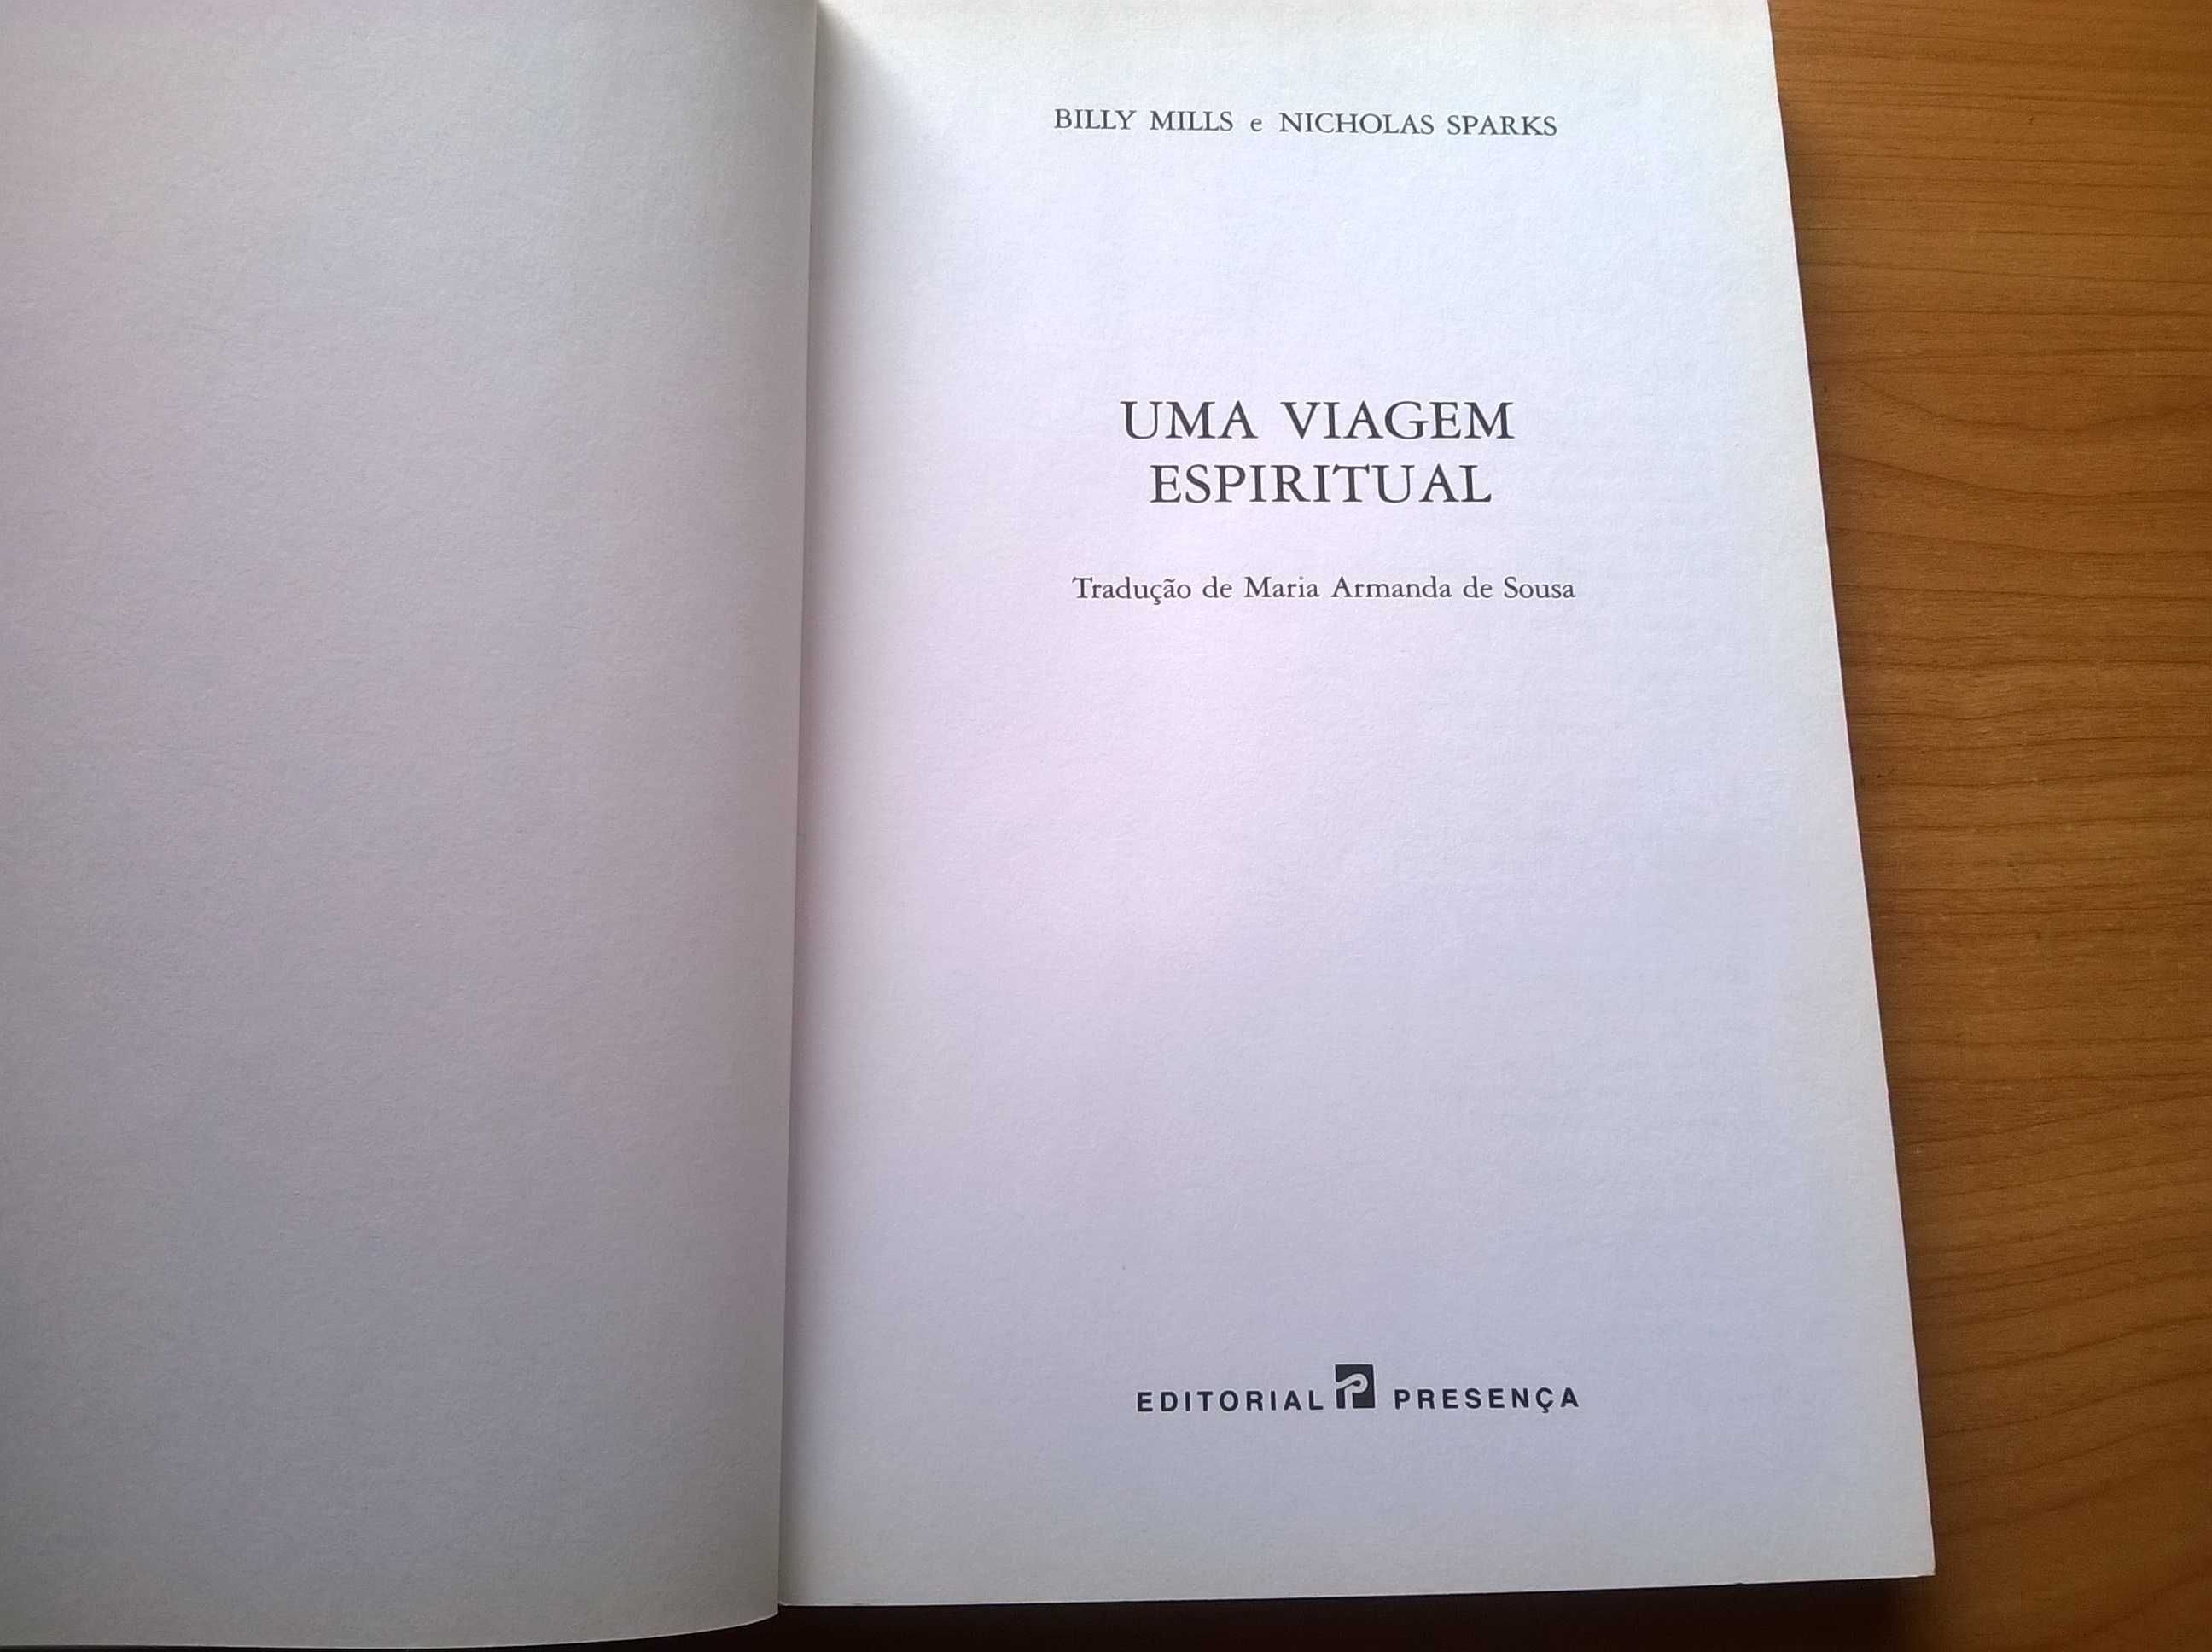 BILLY MILLS e NICHOLAS SPARKS
UMA VIAGEM
ESPIRITUAL
Tradução de Maria Armanda de Sousa
EDITORIAL PRESENÇA